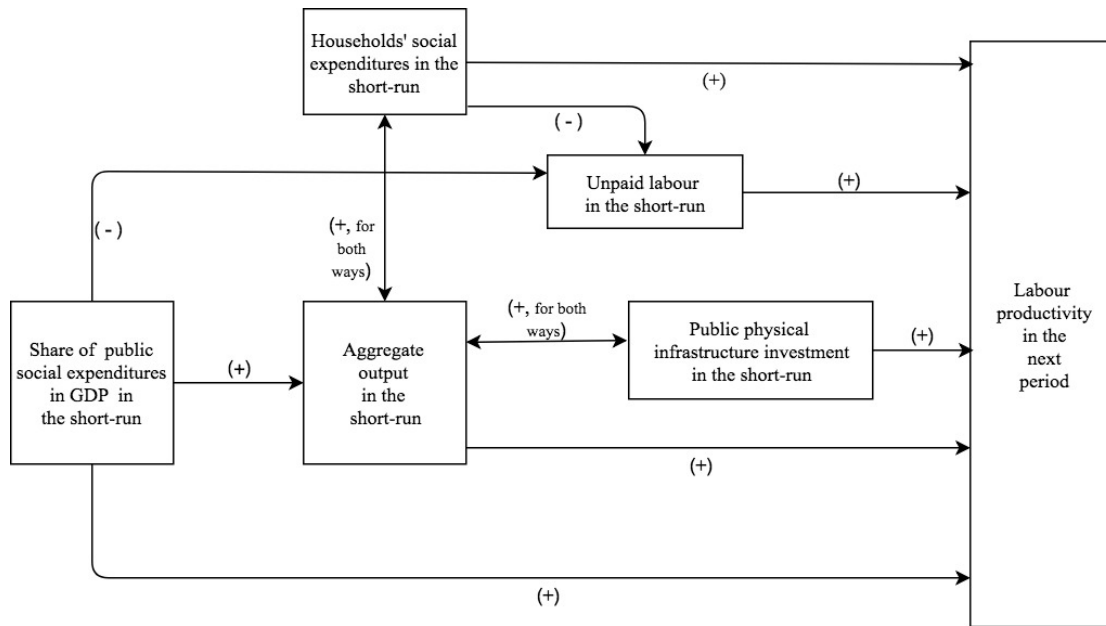 Households' social
expenditures in the
short-run
(+)
( - )
Unpaid labour
in the short-run
(+)
( - )
(+, for
both
ways)
Share of public
social expenditures
in GDP in
the short-run
(+)
Aggregate
output
in the
short-run
(+, for both
ways)
Public physical
infrastructure investment
in the short-run
(+)
Labour
productivity
in the
next
period
(+)
(+)